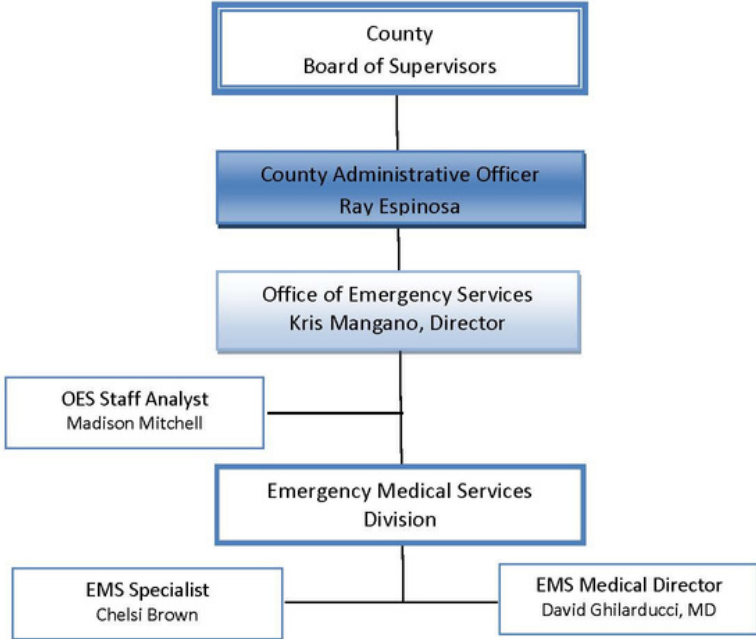 County
Board of Supervisors
County Administrative Officer
Ray Espinosa
Office of Emergency Services
Kris Mangano, Director
OES Staff Analyst
Madison Mitchell
Emergency Medical Services
Division
EMS Specialist
Chelsi Brown
EMS Medical Director
David Ghilarducci, MD